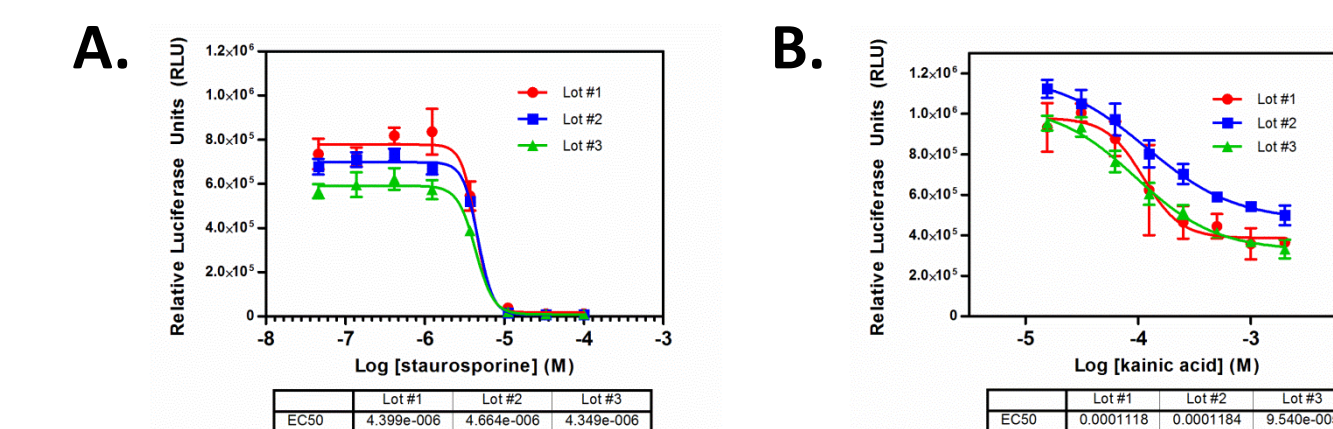 A.
Relative Luciferase Units (RLU)
1.2x10⁶
1.0x10⁶
8.0x10⁵
6.0x10⁵
4.0x10⁵
2.0x10⁵
0
-8 -7 -6 -5 -4 -3
Log [staurosporine] (M)
Lot #1
Lot #2
Lot #3
Lot #1 Lot #2 Lot #3
EC50 4.399e-006 4.664e-006 4.349e-006
B.
Relative Luciferase Units (RLU)
1.2x10⁶
1.0x10⁶
8.0x10⁵
6.0x10⁵
4.0x10⁵
2.0x10⁵
0
-5 -4 -3
Log [kainic acid] (M)
Lot #1
Lot #2
Lot #3
Lot #1 Lot #2 Lot #3
EC50 0.0001118 0.0001184 9.540e-00